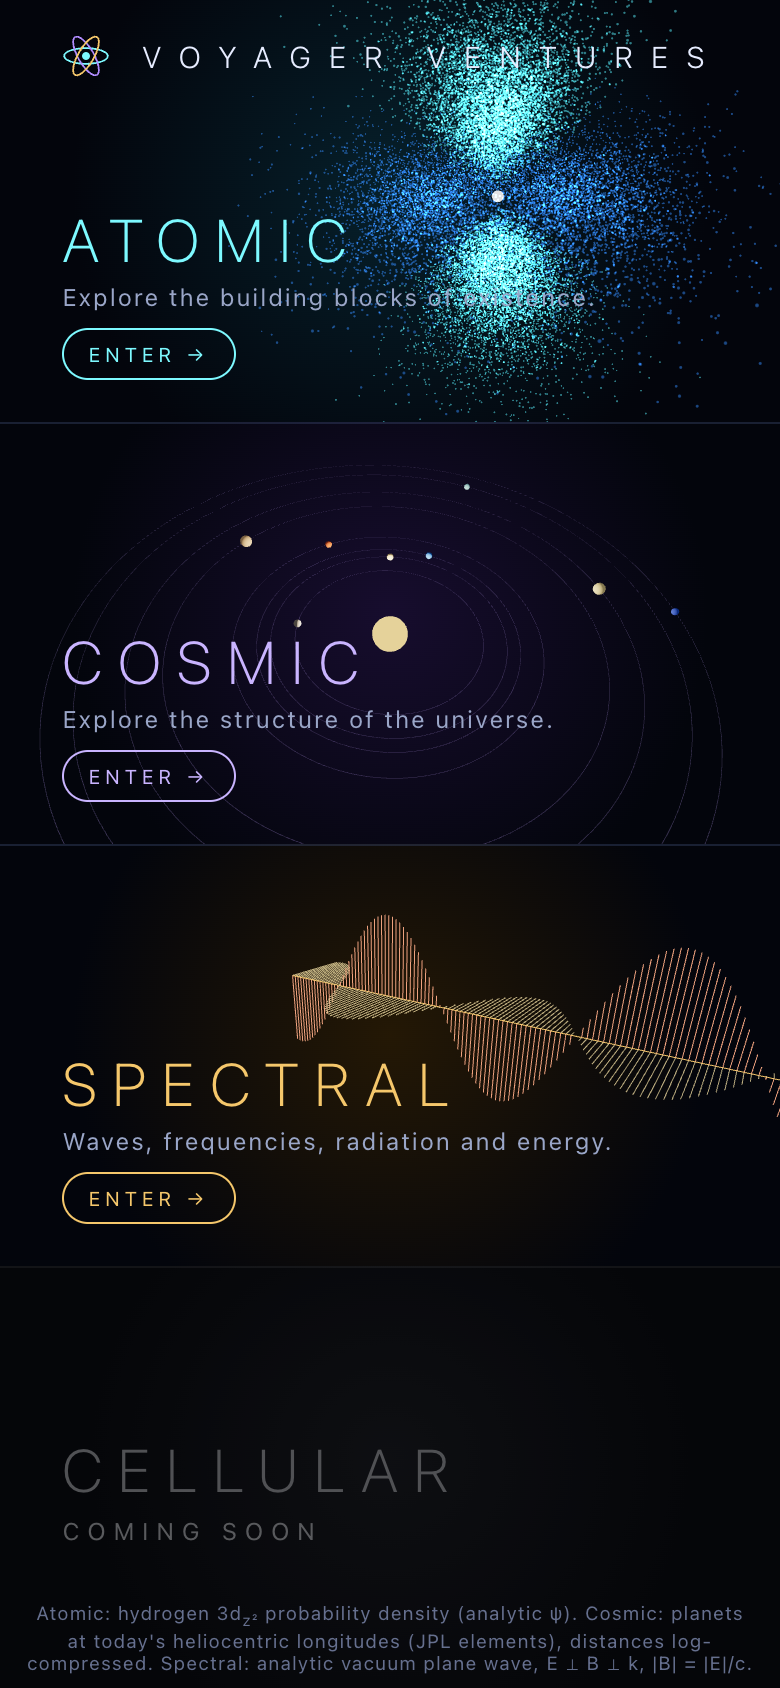 VOYAGER VENTURES
ATOMIC
Explore the building blocks of existence.
ENTER →
COSMIC
Explore the structure of the universe.
ENTER →
SPECTRAL
Waves, frequencies, radiation and energy.
ENTER →
CELLULAR
COMING SOON
Atomic: hydrogen 3d_z² probability density (analytic ψ). Cosmic: planets
at today's heliocentric longitudes (JPL elements), distances log-
compressed. Spectral: analytic vacuum plane wave, E ⊥ B ⊥ k, |B| = |E|/c.